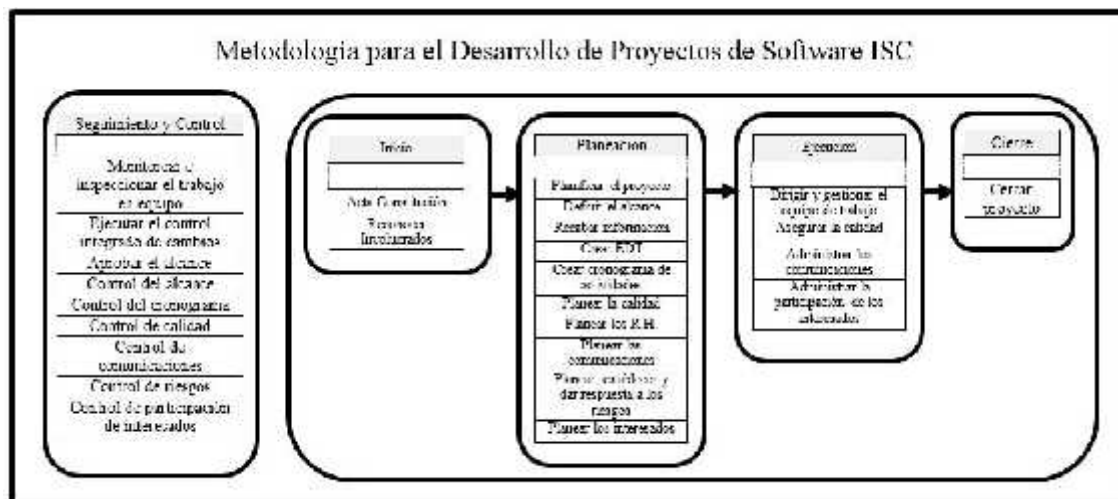 Metodología para el Desarrollo de Proyectos de Software ISC
Seguimiento y Control
Monitorear e
inspeccionar el trabajo
en equipo
Ejecutar el control
integrado de cambios
Aprobar el alcance
Control del alcance
Control del cronograma
Control de calidad
Control de
comunicaciones
Control de riesgos
Control de participación
de interesados
Inicio
Acta Constitución
Involucrados
Planeación
Planificar el proyecto
Definir el alcance
Recabar información
Crear EDT
Crear cronograma de
actividades
Planear la calidad
Planear los R.H.
Planear las
comunicaciones
Planear, establecer y
dar respuesta a los
riesgos
Planear los interesados
Ejecución
Dirigir y gestionar el
equipo de trabajo
Asegurar la calidad
Administrar las
comunicaciones
Administrar la
participación de los
interesados
Cierre
Cerrar
proyecto